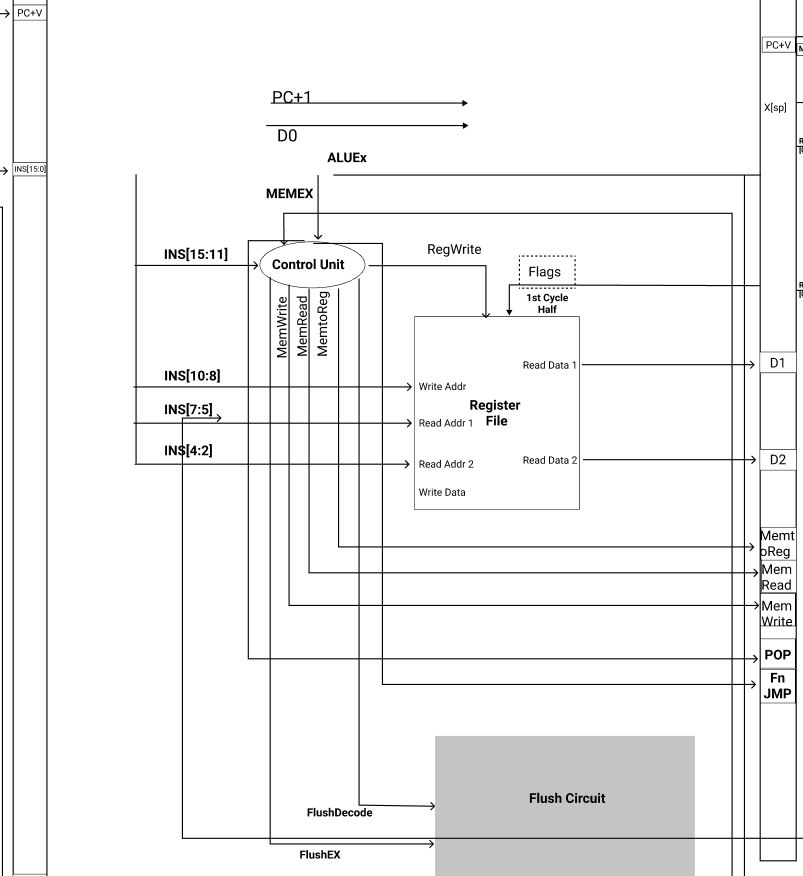 PC+V
PC+V
X[sp]
PC+1
D0
ALUEx
INS[15:0]
MEMEX
INS[15:11]
Control Unit
RegWrite
Flags
1st Cycle
Half
MemWrite
MemRead
MemtoReg
Read Data 1
D1
INS[10:8]
Write Addr
Register
File
INS[7:5]
Read Addr 1
INS[4:2]
Read Addr 2
Read Data 2
D2
Write Data
Memt
oReg
Mem
Read
Mem
Write
POP
Fn
JMP
Flush Circuit
FlushDecode
FlushEX